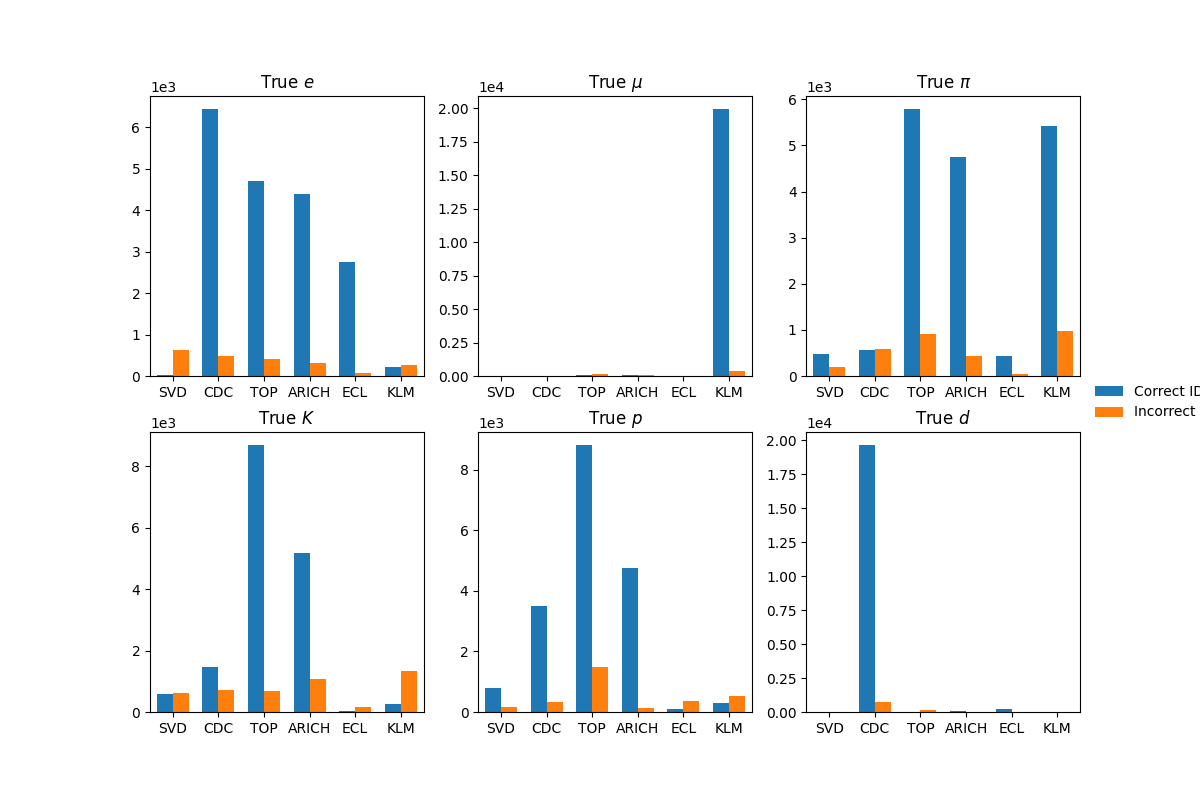 True e
1e3
6
5
4
3
2
1
0
SVD CDC TOP ARICH ECL KLM
True μ
1e4
2.00
1.75
1.50
1.25
1.00
0.75
0.50
0.25
0.00
SVD CDC TOP ARICH ECL KLM
True π
1e3
6
5
4
3
2
1
0
SVD CDC TOP ARICH ECL KLM
Correct ID
Incorrect
True K
1e3
8
6
4
2
0
SVD CDC TOP ARICH ECL KLM
True p
1e3
8
6
4
2
0
SVD CDC TOP ARICH ECL KLM
True d
1e4
2.00
1.75
1.50
1.25
1.00
0.75
0.50
0.25
0.00
SVD CDC TOP ARICH ECL KLM